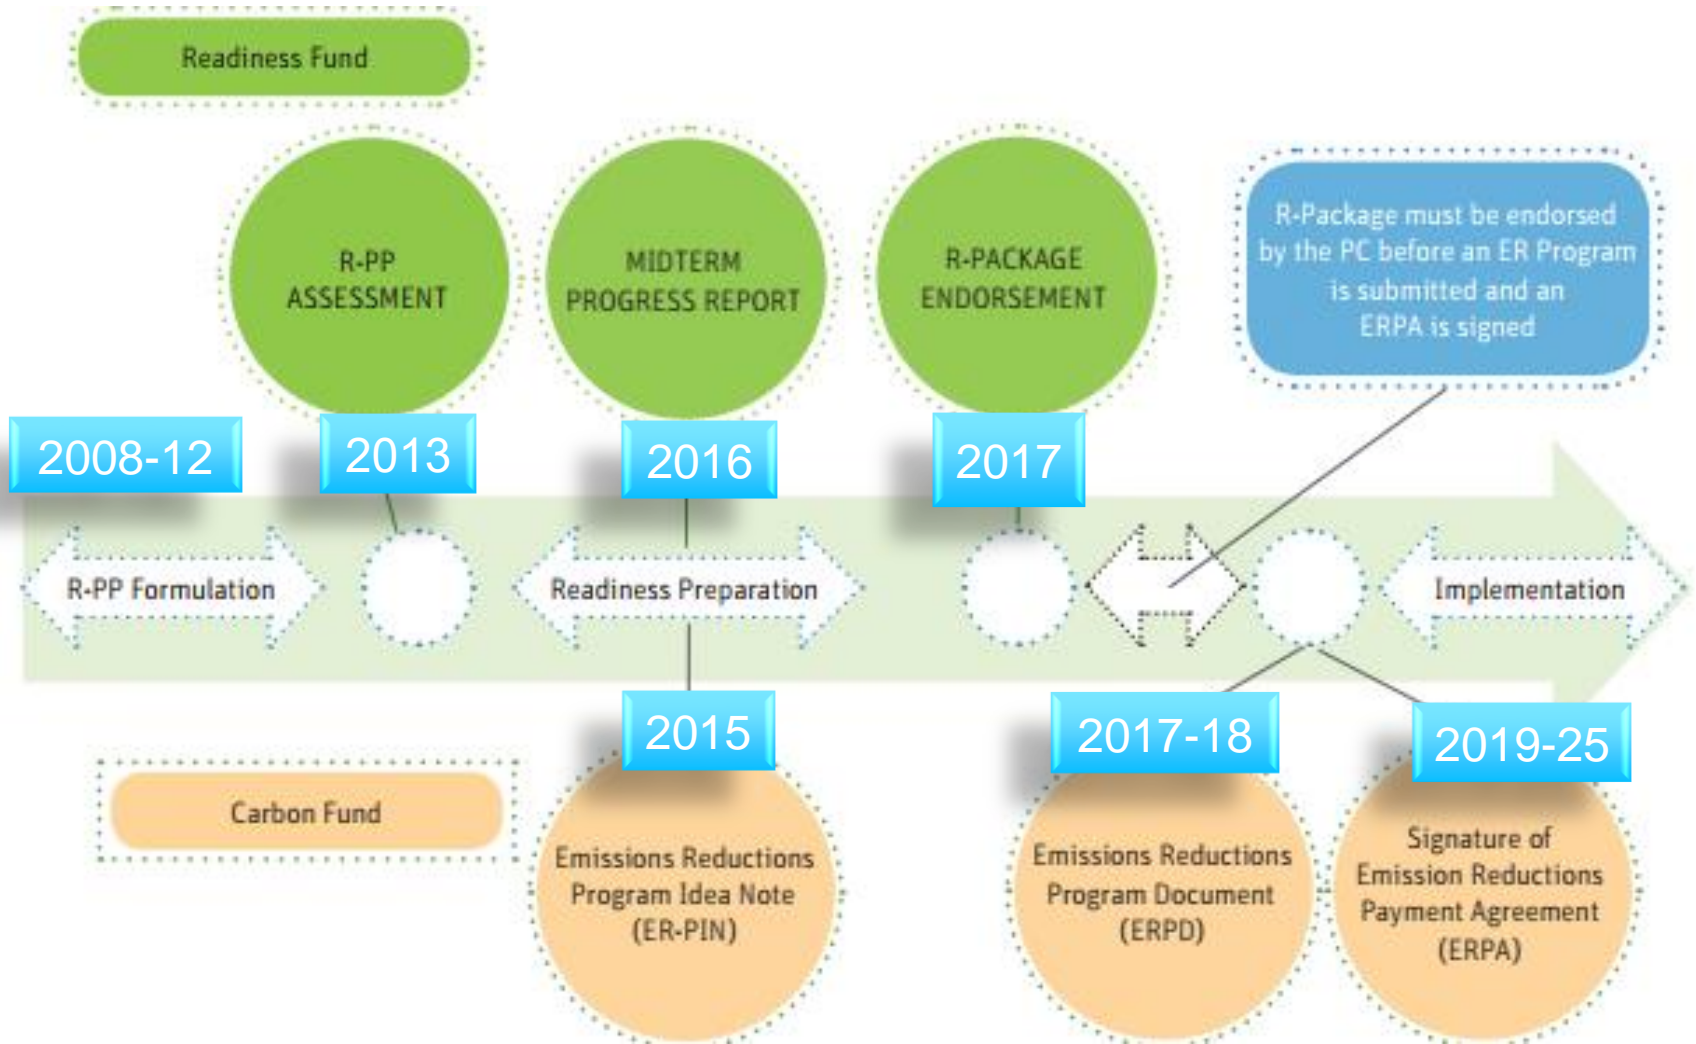 Readiness Fund
R-PP
ASSESSMENT
MIDTERM
PROGRESS REPORT
R-PACKAGE
ENDORSEMENT
R-Package must be endorsed
by the PC before an ER Program
is submitted and an
ERPA is signed
2008-12
2013
2016
2017
R-PP Formulation
Readiness Preparation
Implementation
2015
2017-18
2019-25
Carbon Fund
Emissions Reductions
Program Idea Note
(ER-PIN)
Emissions Reductions
Program Document
(ERPD)
Signature of
Emission Reductions
Payment Agreement
(ERPA)